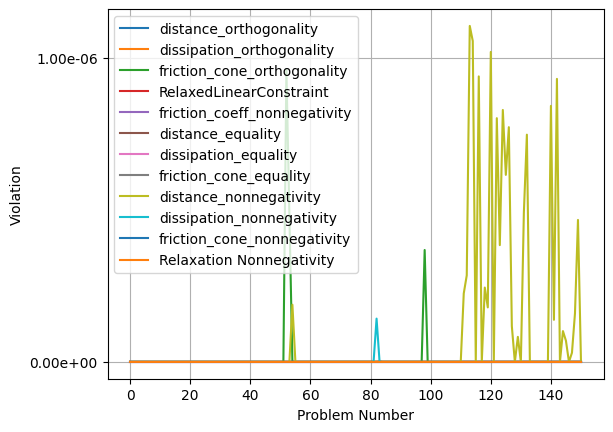 distance_orthogonality
dissipation_orthogonality
friction_cone_orthogonality
RelaxedLinearConstraint
friction_coeff_nonnegativity
distance_equality
dissipation_equality
friction_cone_equality
distance_nonnegativity
dissipation_nonnegativity
friction_cone_nonnegativity
Relaxation Nonnegativity
1.00e-06
Violation
0.00e+00
0 20 40 60 80 100 120 140
Problem Number